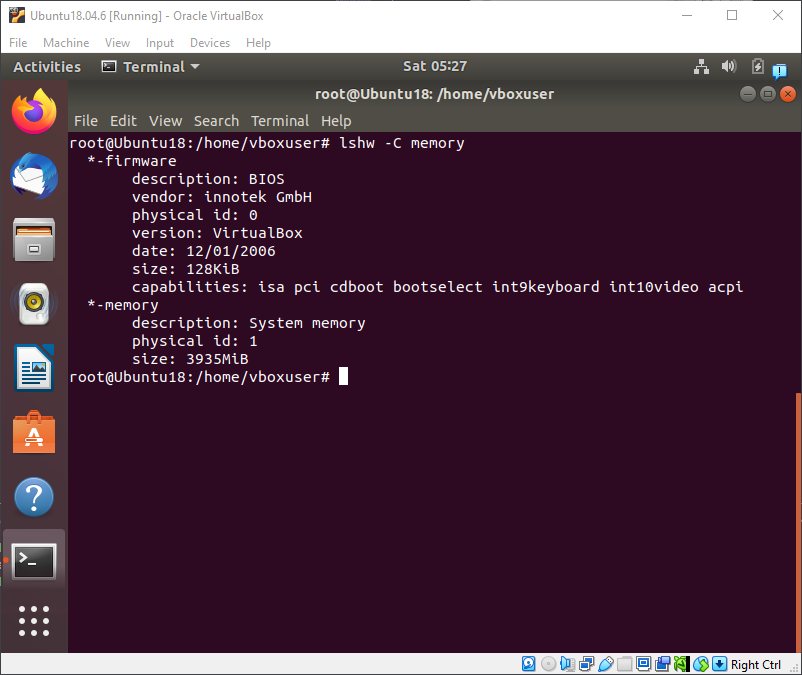 Ubuntu18.04.6 [Running] - Oracle VirtualBox
File Machine View Input Devices Help
Activities Terminal Sat 05:27
root@Ubuntu18: /home/vboxuser
File Edit View Search Terminal Help
root@Ubuntu18:/home/vboxuser# lshw -C memory
*-firmware
description: BIOS
vendor: innotek GmbH
physical id: 0
version: VirtualBox
date: 12/01/2006
size: 128KiB
capabilities: isa pci cdboot bootselect int9keyboard int10video acpi
*-memory
description: System memory
physical id: 1
size: 3935MiB
root@Ubuntu18:/home/vboxuser#
Right Ctrl